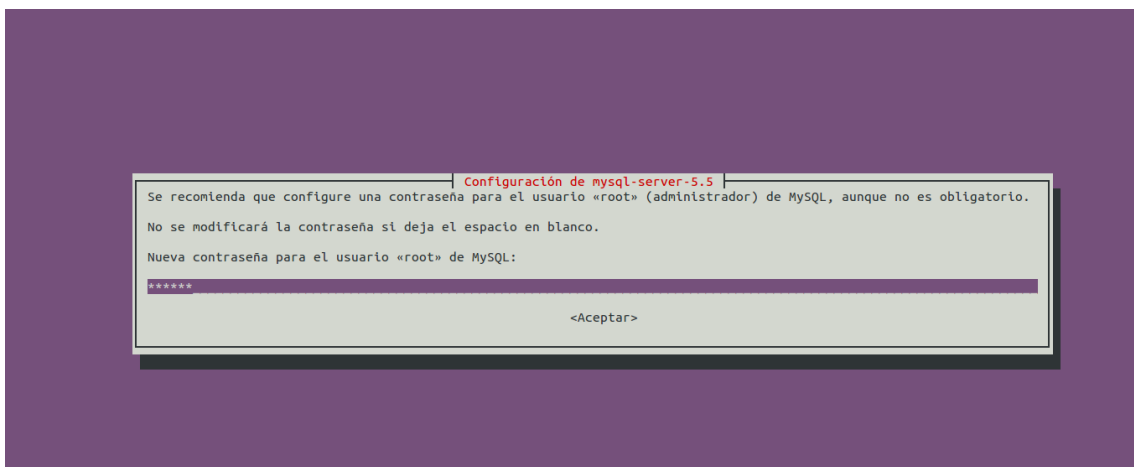 Configuración de mysql-server-5.5
Se recomienda que configure una contraseña para el usuario «root» (administrador) de MySQL, aunque no es obligatorio.
No se modificará la contraseña si deja el espacio en blanco.
Nueva contraseña para el usuario «root» de MySQL:
******
<Aceptar>